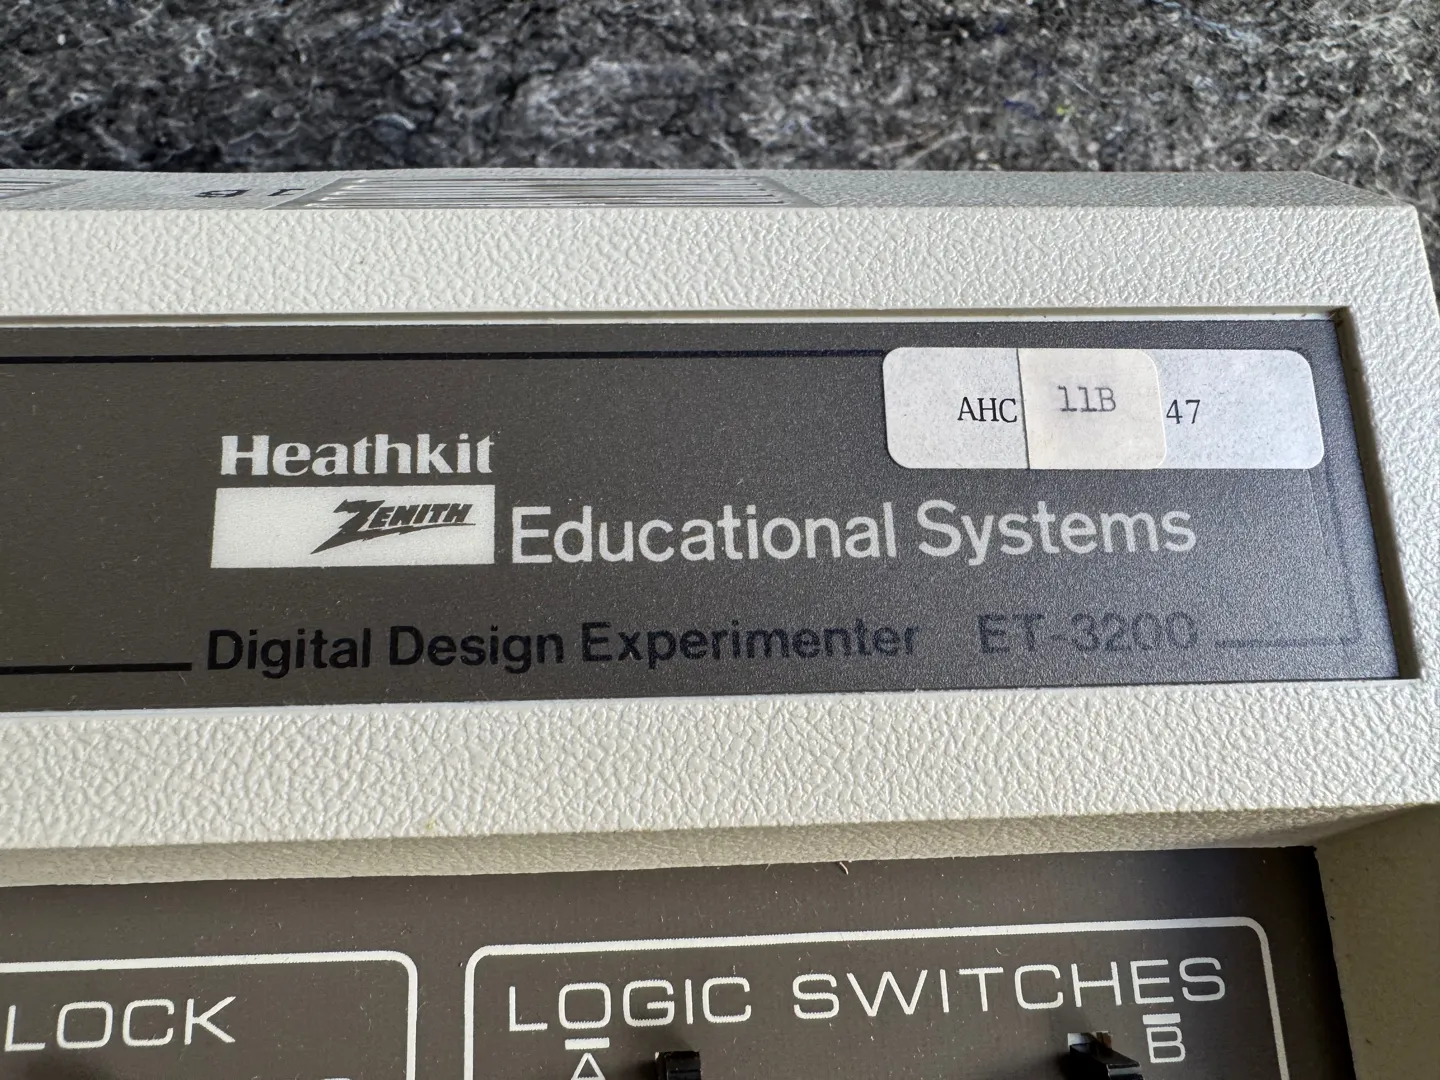 AHC 11B 47
Heathkit
ZENITH Educational Systems
Digital Design Experimenter ET-3200
LOCK
LOGIC SWITCHES
A B